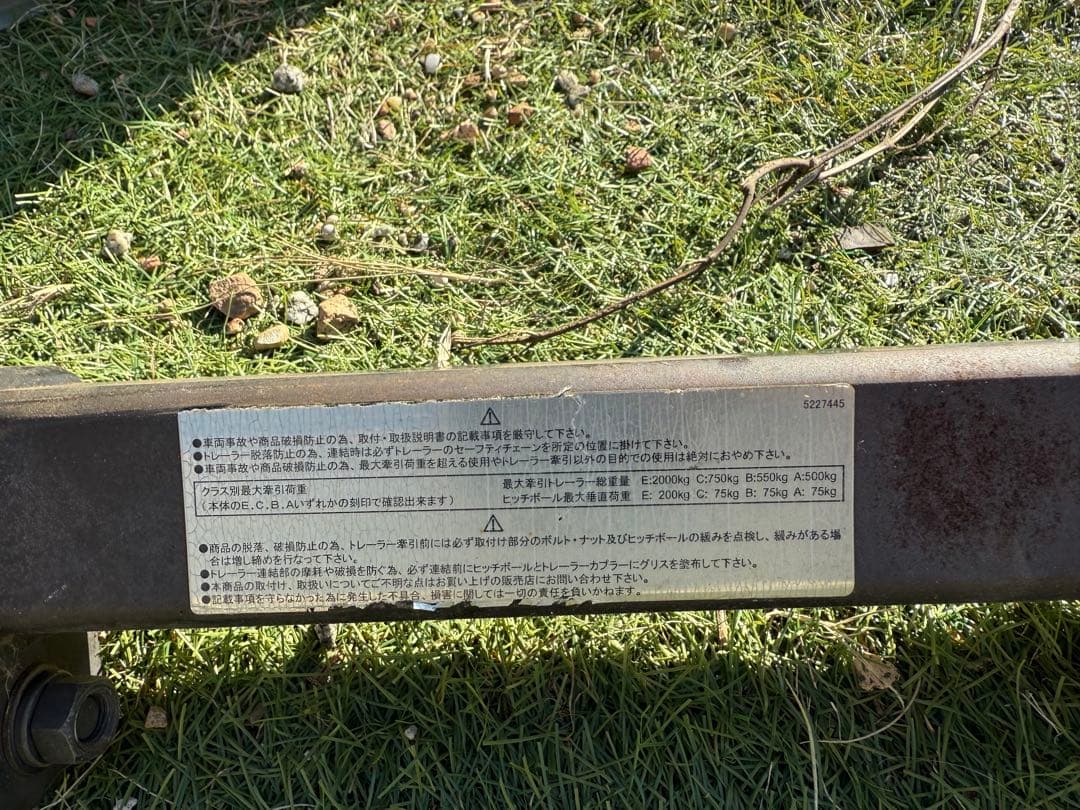 5227445
●車両事故や商品破損防止の為、取付・取扱説明書の記載事項を厳守して下さい。
●トレーラー脱落防止の為、連結時は必ずトレーラーのセーフティチェーンを所定の位置に掛けて下さい。
●車両事故や商品破損防止の為、最大牽引荷重を超える使用やトレーラー牽引以外の目的での使用は絶対におやめ下さい。
クラス別最大牽引荷重 最大牽引トレーラー総重量 E:2000kg C:750kg B:550kg A:500kg
(本体のE.C.B.Aいずれかの刻印で確認出来ます) ヒッチボール最大垂直荷重 E: 200kg C: 75kg B: 75kg A: 75kg
●商品の脱落、破損防止の為、トレーラー牽引前には必ず取付け部分のボルト・ナット及びヒッチボールの緩みを点検し、緩みがある場
合は増し締めを行なって下さい。
●トレーラー連結部の摩耗や破損を防ぐ為、必ず連結前にヒッチボールとトレーラーカプラーにグリスを塗布して下さい。
●本商品の取付け、取扱いについてご不明な点はお買い上げの販売店にお問い合わせ下さい。
●記載事項を守らなかった為に発生した不具合、損害に関しては一切の責任を負いかねます。